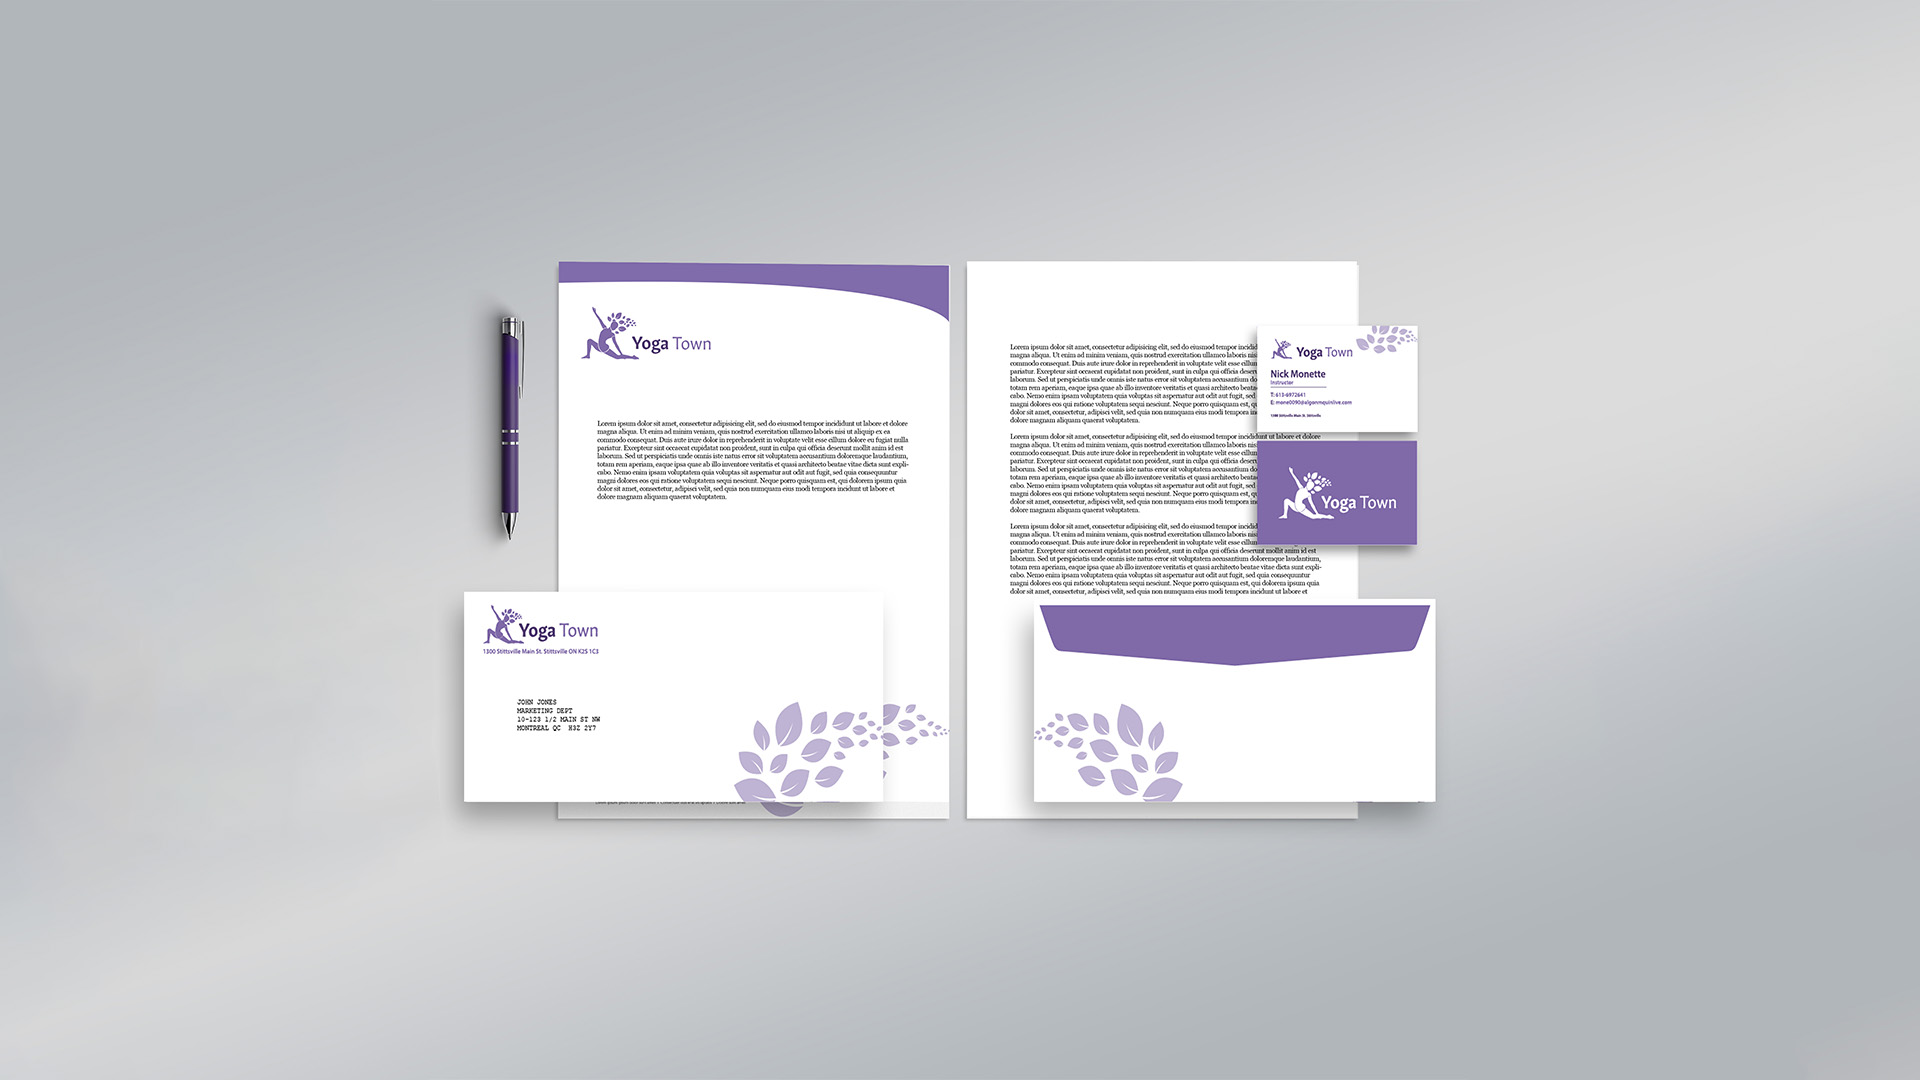 Yoga Town
Lorem ipsum dolor sit amet, consectetur adipisicing elit, sed do eiusmod tempor incididunt ut labore et dolore
magna aliqua. Ut enim ad minim veniam, quis nostrud exercitation ullamco laboris nisi ut aliquip ex ea
commodo consequat. Duis aute irure dolor in reprehenderit in voluptate velit esse cillum dolore eu fugiat nulla
pariatur. Excepteur sint occaecat cupidatat non proident, sunt in culpa qui officia deserunt mollit anim id est
laborum. Sed ut perspiciatis unde omnis iste natus error sit voluptatem accusantium doloremque laudantium,
totam rem aperiam, eaque ipsa quae ab illo inventore veritatis et quasi architecto beatae vitae dicta sunt expli-
cabo. Nemo enim ipsam voluptatem quia voluptas sit aspernatur aut odit aut fugit, sed quia consequuntur
magni dolores eos qui ratione voluptatem sequi nesciunt. Neque porro quisquam est, qui dolorem ipsum quia
dolor sit amet, consectetur, adipisci velit, sed quia non numquam eius modi tempora incidunt ut labore et
dolore magnam aliquam quaerat voluptatem.
Yoga Town
1300 Stittsville Main St. Stittsville ON K2S 1C3
JOHN JONES
MARKETING DEPT
10-123 1/2 MAIN ST NW
MONTREAL QC H3Z 2Y7
Lorem ipsum dolor sit amet, consectetur adipisicing elit, sed do eiusmod tempor incidid
magna aliqua. Ut enim ad minim veniam, quis nostrud exercitation ullamco laboris nisi
commodo consequat. Duis aute irure dolor in reprehenderit in voluptate velit esse cillum
pariatur. Excepteur sint occaecat cupidatat non proident, sunt in culpa qui officia deserun
laborum. Sed ut perspiciatis unde omnis iste natus error sit voluptatem accusantium do
totam rem aperiam, eaque ipsa quae ab illo inventore veritatis et quasi architecto beata
cabo. Nemo enim ipsam voluptatem quia voluptas sit aspernatur aut odit aut fugit, sed q
magni dolores eos qui ratione voluptatem sequi nesciunt. Neque porro quisquam est, qu
dolor sit amet, consectetur, adipisci velit, sed quia non numquam eius modi tempora in
dolore magnam aliquam quaerat voluptatem.
Lorem ipsum dolor sit amet, consectetur adipisicing elit, sed do eiusmod tempor incididunt ut labore et dolore
magna aliqua. Ut enim ad minim veniam, quis nostrud exercitation ullamco laboris nis
commodo consequat. Duis aute irure dolor in reprehenderit in voluptate velit esse cillum
pariatur. Excepteur sint occaecat cupidatat non proident, sunt in culpa qui officia deser
laborum. Sed ut perspiciatis unde omnis iste natus error sit voluptatem accusantium do
totam rem aperiam, eaque ipsa quae ab illo inventore veritatis et quasi architecto beata
cabo. Nemo enim ipsam voluptatem quia voluptas sit aspernatur aut odit aut fugit, sed q
magni dolores eos qui ratione voluptatem sequi nesciunt. Neque porro quisquam est, qu
dolor sit amet, consectetur, adipisci velit, sed quia non numquam eius modi tempora in
dolore magnam aliquam quaerat voluptatem.
Lorem ipsum dolor sit amet, consectetur adipisicing elit, sed do eiusmod tempor incidid
magna aliqua. Ut enim ad minim veniam, quis nostrud exercitation ullamco laboris nis
commodo consequat. Duis aute irure dolor in reprehenderit in voluptate velit esse cillum
pariatur. Excepteur sint occaecat cupidatat non proident, sunt in culpa qui officia deserunt mollit anim id est
laborum. Sed ut perspiciatis unde omnis iste natus error sit voluptatem accusantium doloremque laudantium,
totam rem aperiam, eaque ipsa quae ab illo inventore veritatis et quasi architecto beatae vitae dicta sunt expli-
cabo. Nemo enim ipsam voluptatem quia voluptas sit aspernatur aut odit aut fugit, sed quia consequuntur
magni dolores eos qui ratione voluptatem sequi nesciunt. Neque porro quisquam est, qui dolorem ipsum quia
dolor sit amet, consectetur, adipisci velit, sed quia non numquam eius modi tempora incidunt ut labore et
Yoga Town
Nick Monette
Instructor
T: 613-6972641
E: mone0090@algonmquinlive.com
1300 Stittsville Main St. Stittsville
Yoga Town